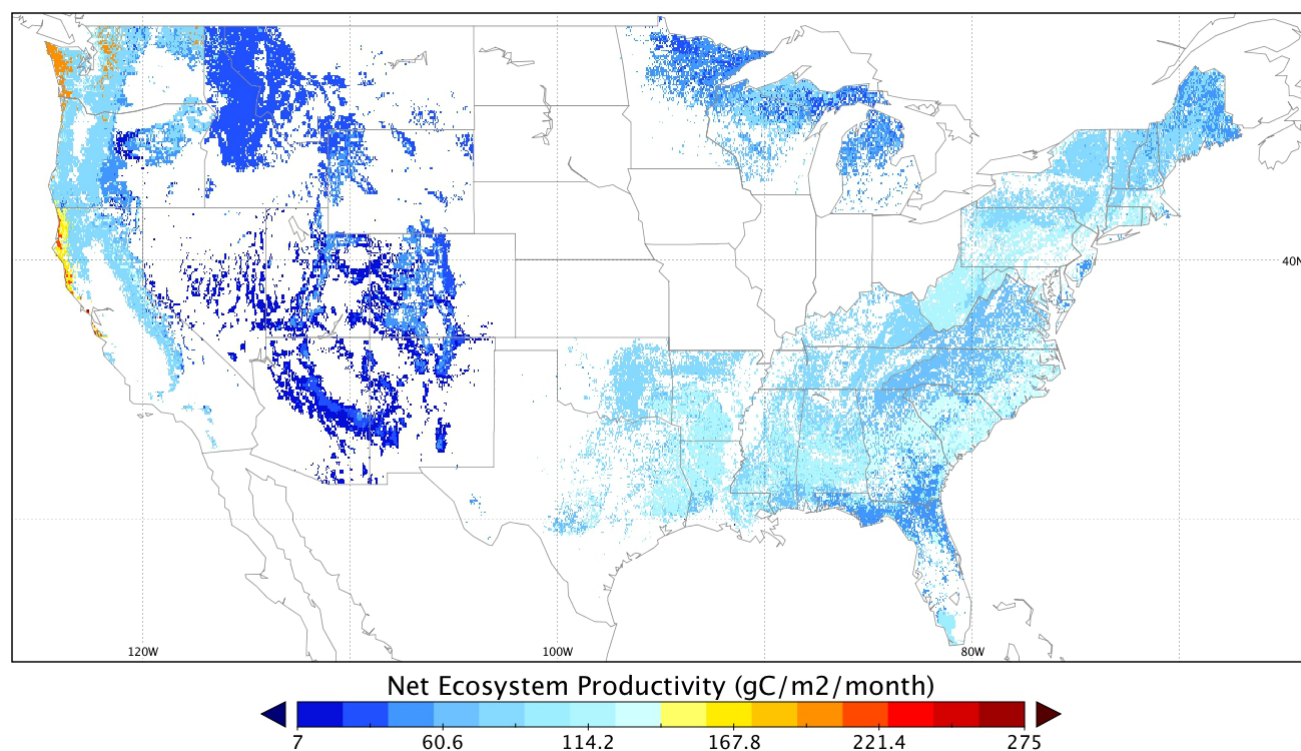 40N
120W
100W
80W
Net Ecosystem Productivity (gC/m2/month)
7 60.6 114.2 167.8 221.4 275